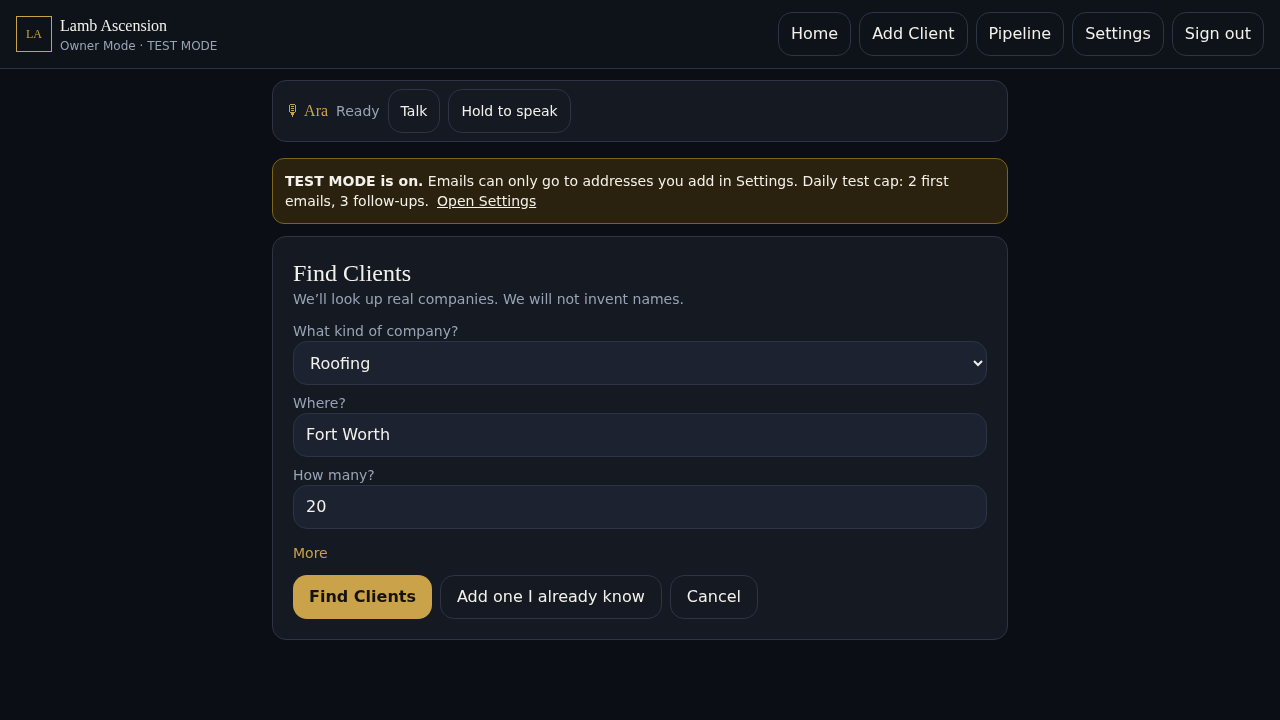 LA
Lamb Ascension
Owner Mode · TEST MODE
Home
Add Client
Pipeline
Settings
Sign out
🎙 Ara Ready Talk Hold to speak
TEST MODE is on. Emails can only go to addresses you add in Settings. Daily test cap: 2 first
emails, 3 follow-ups. Open Settings
Find Clients
We’ll look up real companies. We will not invent names.
What kind of company?
Roofing
Where?
Fort Worth
How many?
20
More
Find Clients
Add one I already know
Cancel